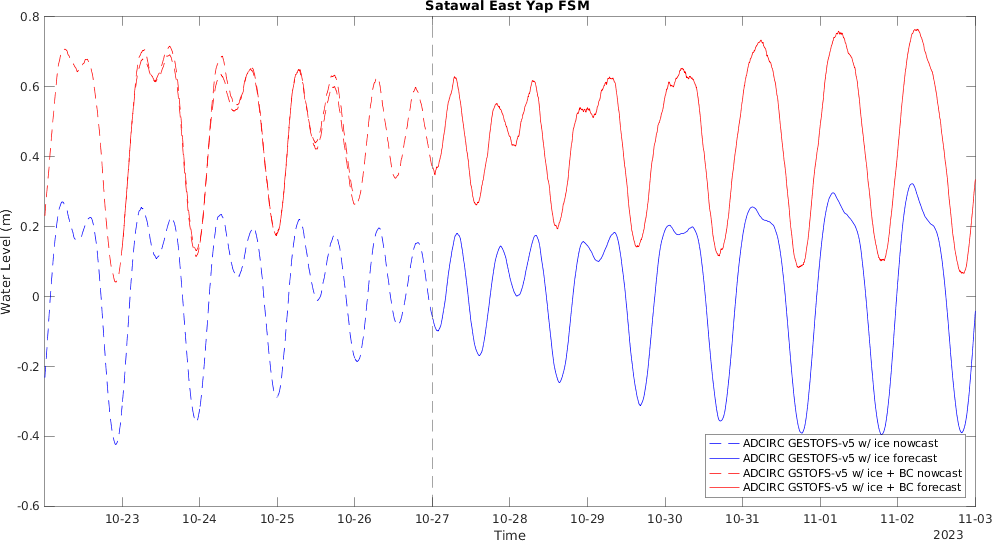 Satawal East Yap FSM
0.8
0.6
0.4
0.2
0
-0.2
-0.4
-0.6
Water Level (m)
ADCIRC GESTOFS-v5 w/ ice nowcast
ADCIRC GESTOFS-v5 w/ ice forecast
ADCIRC GSTOFS-v5 w/ ice + BC nowcast
ADCIRC GSTOFS-v5 w/ ice + BC forecast
10-23 10-24 10-25 10-26 10-27 10-28 10-29 10-30 10-31 11-01 11-02 11-03
Time
2023